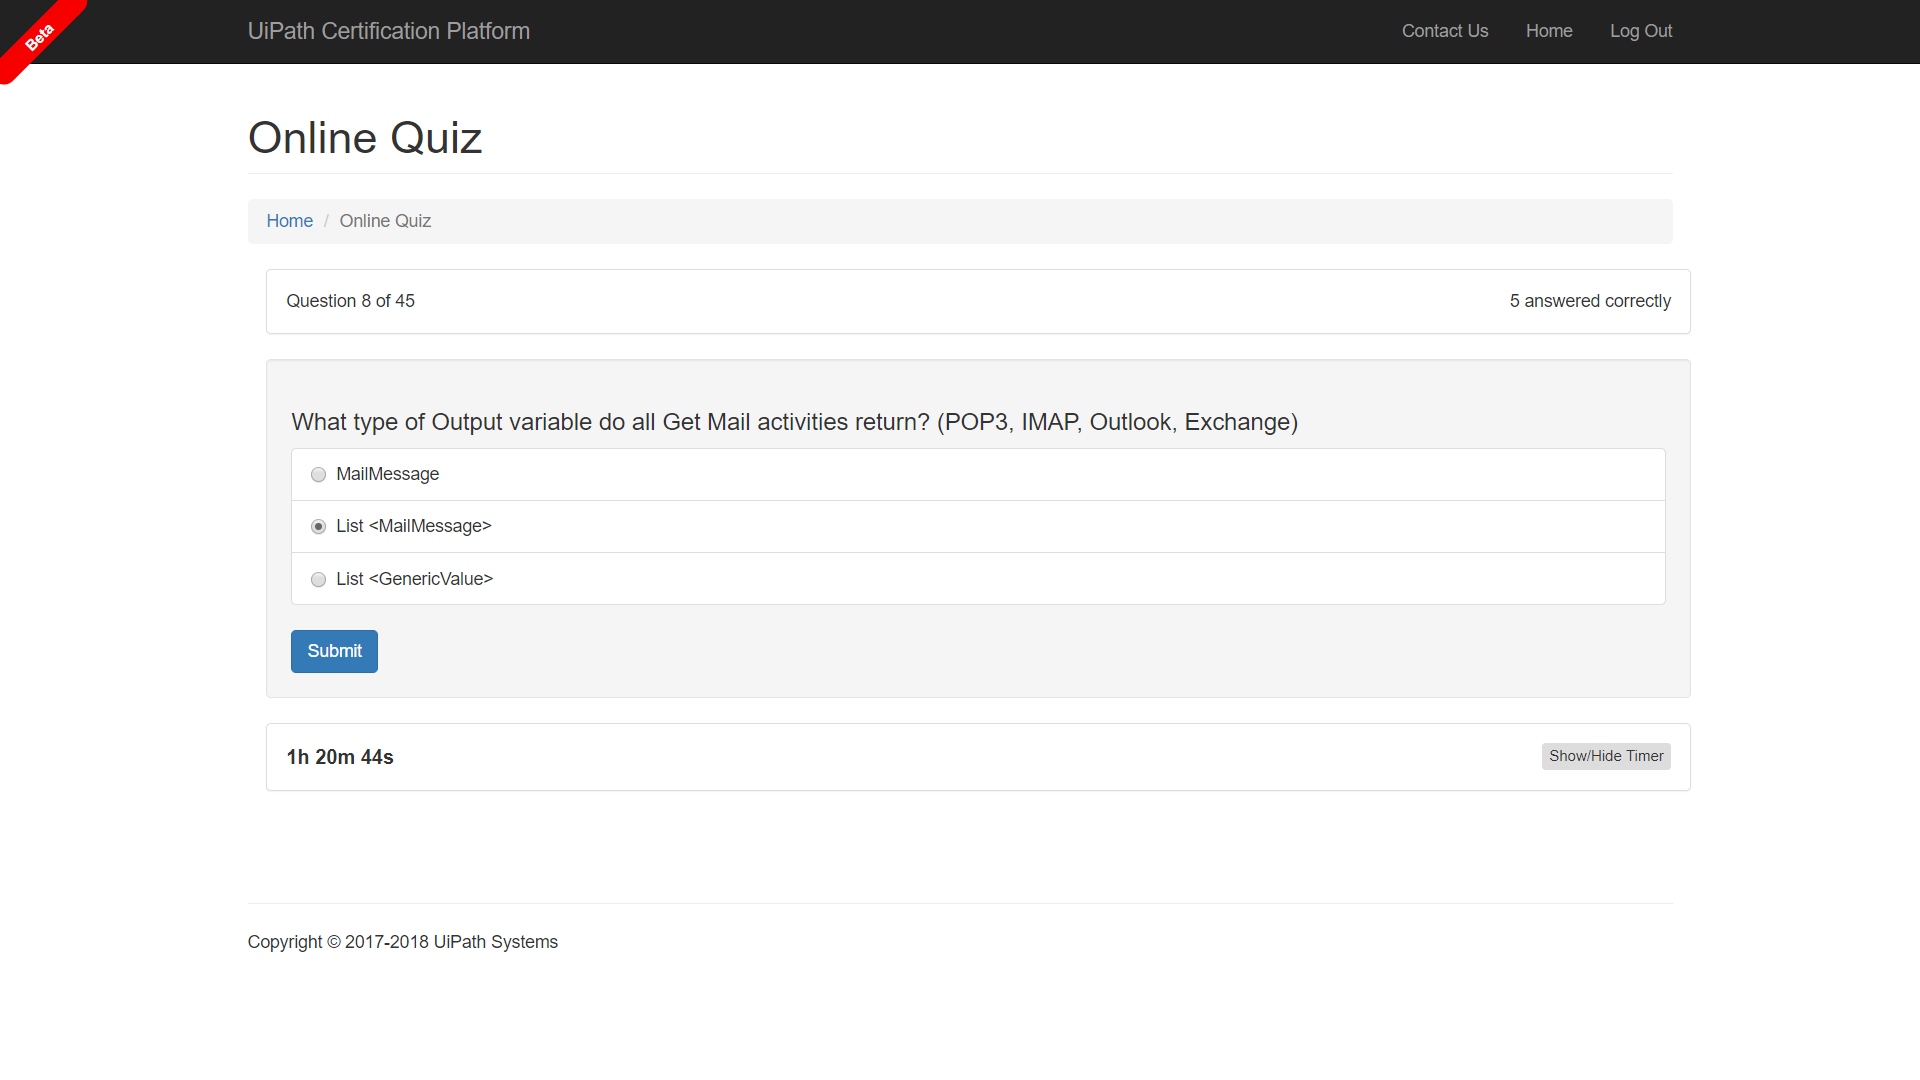 Beta
UiPath Certification Platform
Contact Us Home Log Out
Online Quiz
Home / Online Quiz
Question 8 of 45 5 answered correctly
What type of Output variable do all Get Mail activities return? (POP3, IMAP, Outlook, Exchange)
MailMessage
List <MailMessage>
List <GenericValue>
Submit
1h 20m 44s Show/Hide Timer
Copyright © 2017-2018 UiPath Systems